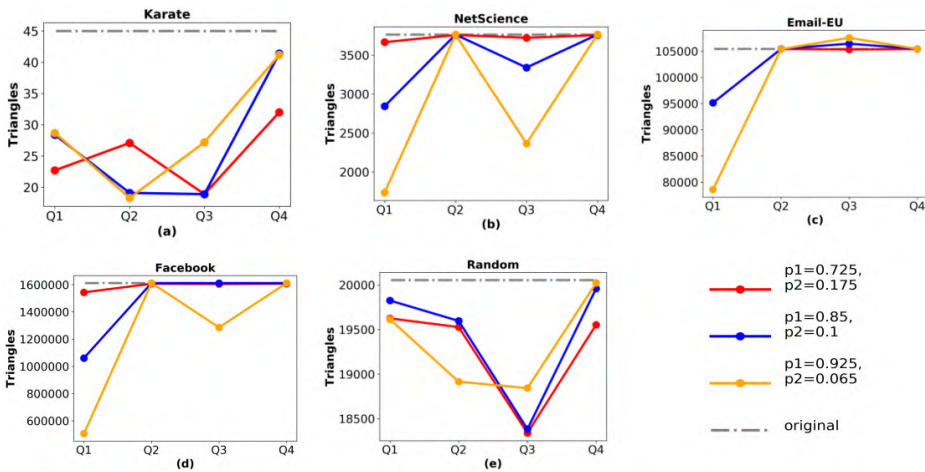 Karate
45
40
35
30
25
20
Triangles
Q1 Q2 Q3 Q4
(a)
NetScience
3500
3000
2500
2000
Triangles
Q1 Q2 Q3 Q4
(b)
Email-EU
105000
100000
95000
90000
85000
80000
Triangles
Q1 Q2 Q3 Q4
(c)
Facebook
1600000
1400000
1200000
1000000
800000
600000
Triangles
Q1 Q2 Q3 Q4
(d)
Random
20000
19500
19000
18500
Triangles
Q1 Q2 Q3 Q4
(e)
p1=0.725,
p2=0.175
p1=0.85,
p2=0.1
p1=0.925,
p2=0.065
original